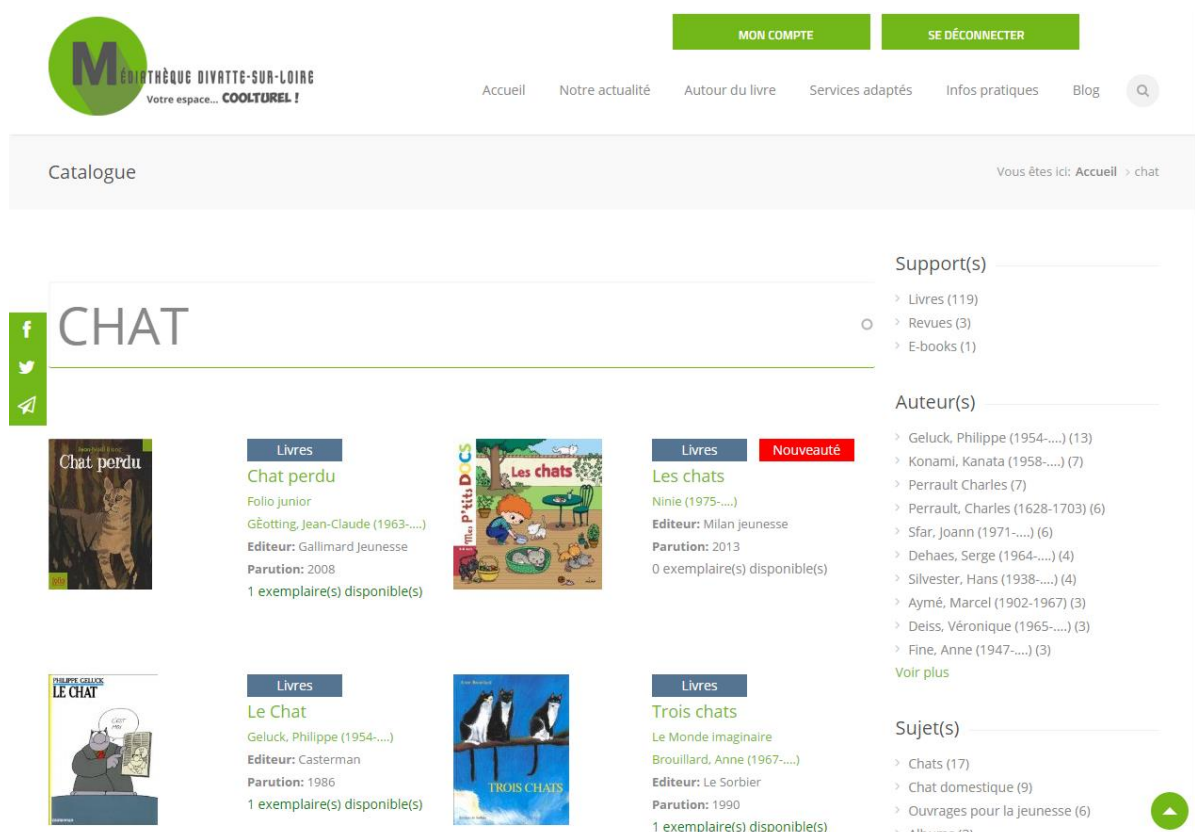 MON COMPTE
SE DÉCONNECTER
MÉDIATHÈQUE DIVATTE-SUR-LOIRE
Votre espace... COOLTUREL !
Accueil
Notre actualité
Autour du livre
Services adaptés
Infos pratiques
Blog
Catalogue
Vous êtes ici: Accueil > chat
CHAT
Chat perdu
Livres
Chat perdu
Folio junior
GÈotting, Jean-Claude (1963-....)
Editeur: Gallimard Jeunesse
Parution: 2008
1 exemplaire(s) disponible(s)
Mes P'tits DOCS
Les chats
Livres
Nouveauté
Les chats
Ninie (1975-....)
Editeur: Milan jeunesse
Parution: 2013
0 exemplaire(s) disponible(s)
PHILIPPE GELUCK
LE CHAT
C'EST
MOI
Livres
Le Chat
Geluck, Philippe (1954-....)
Editeur: Casterman
Parution: 1986
1 exemplaire(s) disponible(s)
TROIS CHATS
Livres
Trois chats
Le Monde imaginaire
Brouillard, Anne (1967-....)
Editeur: Le Sorbier
Parution: 1990
1 exemplaire(s) disponible(s)
Support(s)
> Livres (119)
> Revues (3)
> E-books (1)
Auteur(s)
> Geluck, Philippe (1954-....) (13)
> Konami, Kanata (1958-....) (7)
> Perrault Charles (7)
> Perrault, Charles (1628-1703) (6)
> Sfar, Joann (1971-....) (6)
> Dehaes, Serge (1964-....) (4)
> Silvester, Hans (1938-....) (4)
> Aymé, Marcel (1902-1967) (3)
> Deiss, Véronique (1965-....) (3)
> Fine, Anne (1947-....) (3)
Voir plus
Sujet(s)
> Chats (17)
> Chat domestique (9)
> Ouvrages pour la jeunesse (6)